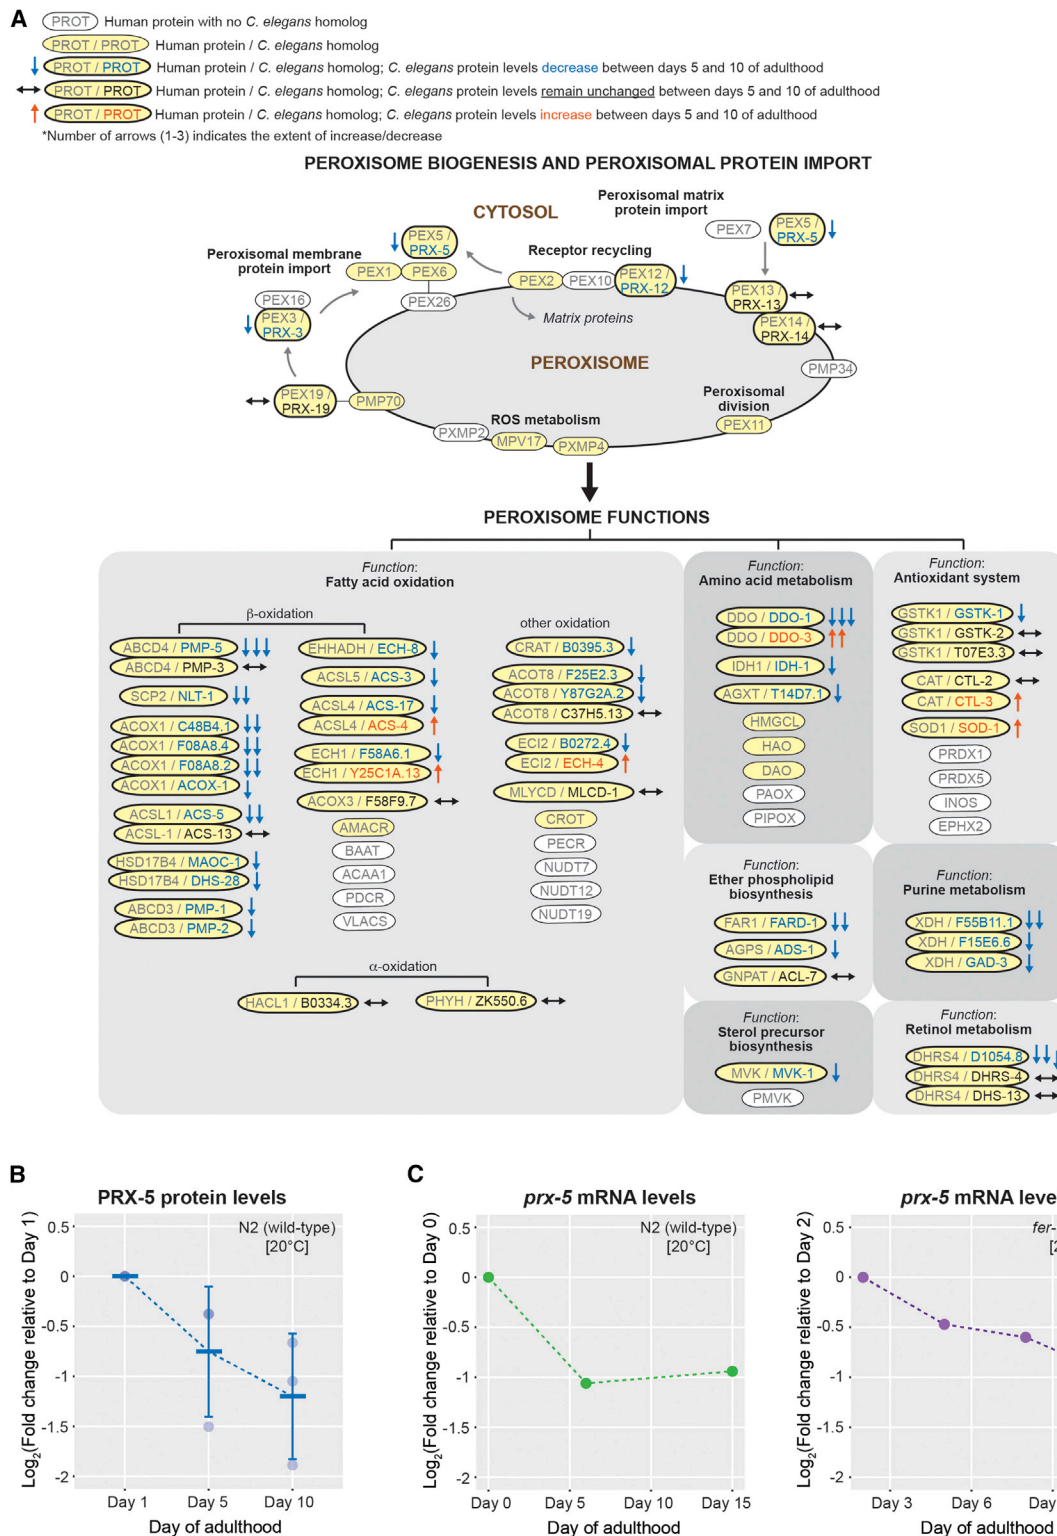 A
PROT Human protein with no C. elegans homolog
PROT / PROT Human protein / C. elegans homolog
PROT / PROT Human protein / C. elegans homolog; C. elegans protein levels decrease between days 5 and 10 of adulthood
PROT / PROT Human protein / C. elegans homolog; C. elegans protein levels remain unchanged between days 5 and 10 of adulthood
PROT / PROT Human protein / C. elegans homolog; C. elegans protein levels increase between days 5 and 10 of adulthood
*Number of arrows (1-3) indicates the extent of increase/decrease
PEROXISOME BIOGENESIS AND PEROXISOMAL PROTEIN IMPORT
CYTOSOL
Peroxisomal matrix
protein import
PEX7
PEX5 /
PRX-5
Peroxisomal membrane
protein import
PEX5 /
PRX-5
PEX1
PEX6
PEX26
Receptor recycling
PEX2
PEX10
PEX12 /
PRX-12
Matrix proteins
PEX13 /
PRX-13
PEX14 /
PRX-14
PEX16
PEX3 /
PRX-3
PEROXISOME
PMP34
PEX19 /
PRX-19
PMP70
Peroxisomal
division
PEX11
ROS metabolism
PXMP2
MPV17
PXMP4
PEROXISOME FUNCTIONS
Function:
Fatty acid oxidation
β-oxidation
ABCD4 / PMP-5
ABCD4 / PMP-3
SCP2 / NLT-1
ACOX1 / C48B4.1
ACOX1 / F08A8.4
ACOX1 / F08A8.2
ACOX1 / ACOX-1
ACSL1 / ACS-5
ACSL-1 / ACS-13
HSD17B4 / MAOC-1
HSD17B4 / DHS-28
ABCD3 / PMP-1
ABCD3 / PMP-2
EHHADH / ECH-8
ACSL5 / ACS-3
ACSL4 / ACS-17
ACSL4 / ACS-4
ECH1 / F58A6.1
ECH1 / Y25C1A.13
ACOX3 / F58F9.7
AMACR
BAAT
ACAA1
PDCR
VLACS
other oxidation
CRAT / B0395.3
ACOT8 / F25E2.3
ACOT8 / Y87G2A.2
ACOT8 / C37H5.13
ECI2 / B0272.4
ECI2 / ECH-4
MLYCD / MLCD-1
CROT
PECR
NUDT7
NUDT12
NUDT19
α-oxidation
HACL1 / B0334.3
PHYH / ZK550.6
Function:
Amino acid metabolism
DDO / DDO-1
DDO / DDO-3
IDH1 / IDH-1
AGXT / T14D7.1
HMGCL
HAO
DAO
PAOX
PIPOX
Function:
Antioxidant system
GSTK1 / GSTK-1
GSTK1 / GSTK-2
GSTK1 / T07E3.3
CAT / CTL-2
CAT / CTL-3
SOD1 / SOD-1
PRDX1
PRDX5
INOS
EPHX2
Function:
Ether phospholipid
biosynthesis
FAR1 / FARD-1
AGPS / ADS-1
GNPAT / ACL-7
Function:
Purine metabolism
XDH / F55B11.1
XDH / F15E6.6
XDH / GAD-3
Function:
Sterol precursor
biosynthesis
MVK / MVK-1
PMVK
Function:
Retinol metabolism
DHRS4 / D1054.8
DHRS4 / DHRS-4
DHRS4 / DHS-13
B
PRX-5 protein levels
N2 (wild-type)
[20°C]
Log2(Fold change relative to Day 1)
0.5
0
-0.5
-1
-1.5
-2
Day 1 Day 5 Day 10
Day of adulthood
C
prx-5 mRNA levels
N2 (wild-type)
[20°C]
Log2(Fold change relative to Day 0)
0.5
0
-0.5
-1
-1.5
-2
Day 0 Day 5 Day 10 Day 15
Day of adulthood
prx-5 mRNA leve
fer-
[2
Log2(Fold change relative to Day 2)
0.5
0
-0.5
-1
-1.5
-2
Day 3 Day 6 Day
Day of adulthood